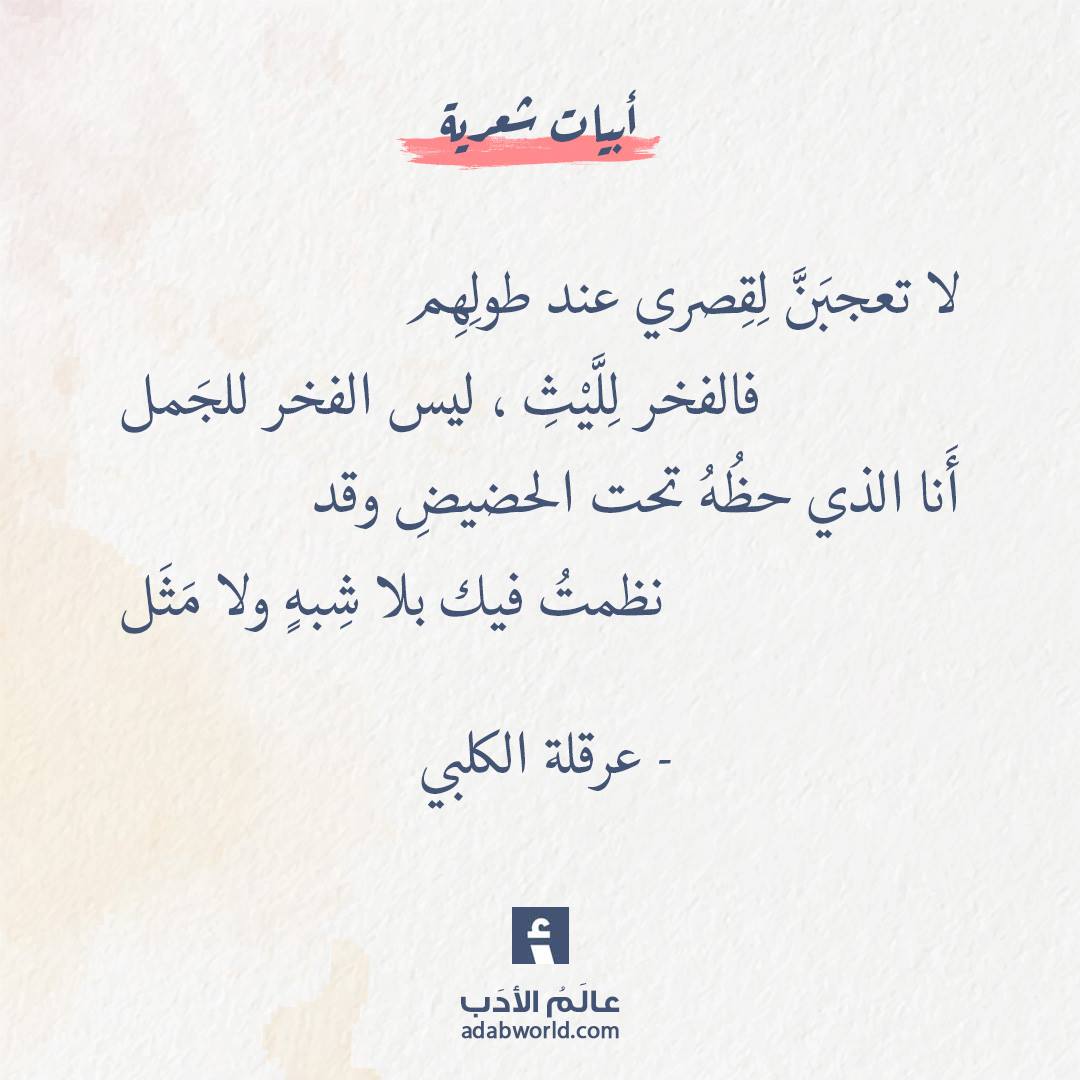 أبيات شعرية
لا تعجبَنَّ لِقِصري عند طولِهِم
فالفخر لِلَّيْثِ ، ليس الفخر للجَمل
أَنا الذي حظُهُ تحت الحضيضِ وقد
نظمتُ فيك بلا شِبهٍ ولا مَثَل
- عرقلة الكلبي
أ
عالَمُ الأدَب
adabworld.com